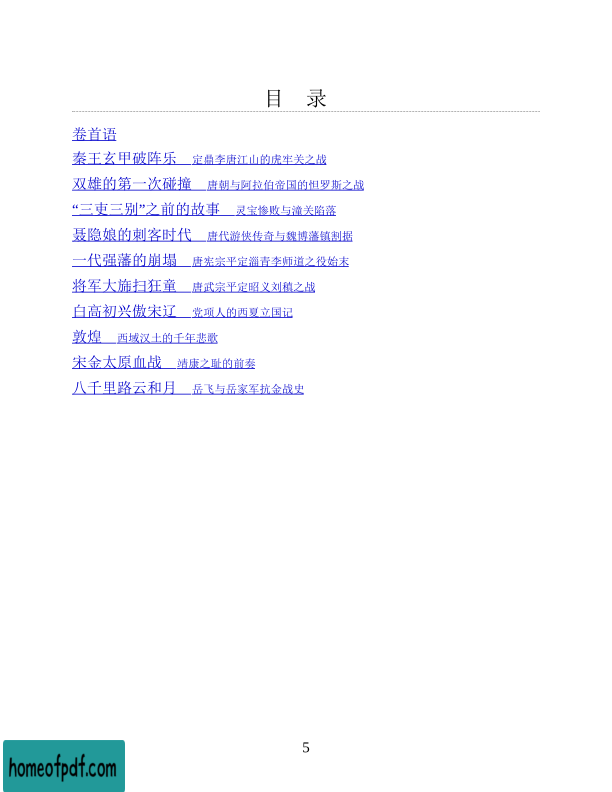 目 录
卷首语
秦王玄甲破阵乐 定鼎李唐江山的虎牢关之战
双雄的第一次碰撞 唐朝与阿拉伯帝国的怛罗斯之战
“三吏三别”之前的故事 灵宝惨败与潼关陷落
聂隐娘的刺客时代 唐代游侠传奇与魏博藩镇割据
一代强藩的崩塌 唐宪宗平定淄青李师道之役始末
将军大旆扫狂童 唐武宗平定昭义刘稹之战
白高初兴傲宋辽 党项人的西夏立国记
敦煌 西域汉土的千年悲歌
宋金太原血战 靖康之耻的前奏
八千里路云和月 岳飞与岳家军抗金战史
5
homeofpdf.com